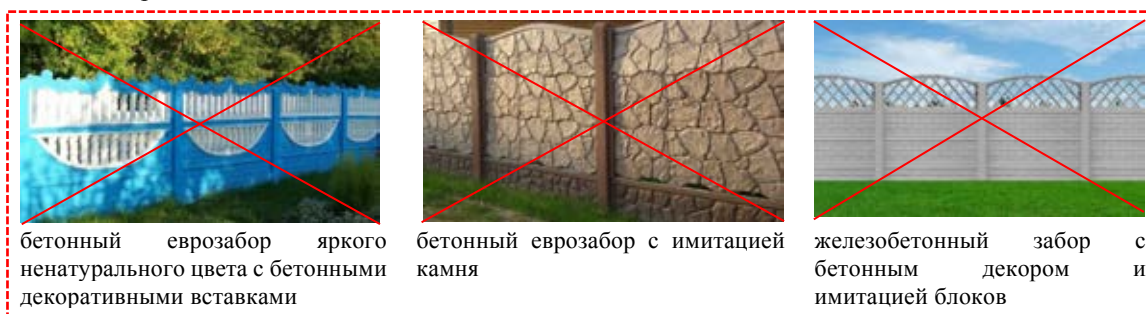 бетонный еврозабор яркого
ненатурального цвета с бетонными
декоративными вставками
бетонный еврозабор с имитацией
камня
железобетонный забор с
бетонным декором и
имитацией блоков